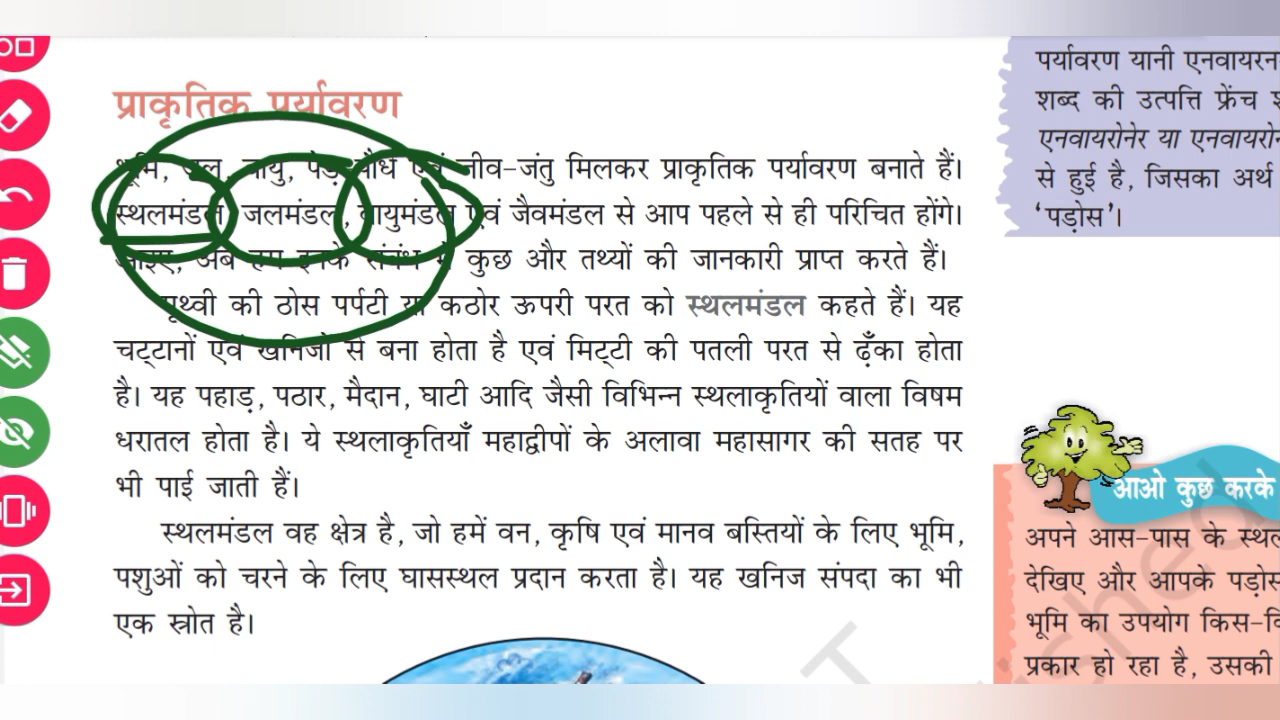 प्राकृतिक पर्यावरण
भूमि, जल, वायु, पेड़-पौधे एवं जीव-जंतु मिलकर प्राकृतिक पर्यावरण बनाते हैं।
स्थलमंडल, जलमंडल, वायुमंडल एवं जैवमंडल से आप पहले से ही परिचित होंगे।
आइए, अब हम इनके संबंध में कुछ और तथ्यों की जानकारी प्राप्त करते हैं।
पृथ्वी की ठोस पर्पटी या कठोर ऊपरी परत को स्थलमंडल कहते हैं। यह
चट्टानों एवं खनिजों से बना होता है एवं मिट्टी की पतली परत से ढँका होता
है। यह पहाड़, पठार, मैदान, घाटी आदि जैसी विभिन्न स्थलाकृतियों वाला विषम
धरातल होता है। ये स्थलाकृतियाँ महाद्वीपों के अलावा महासागर की सतह पर
भी पाई जाती हैं।
स्थलमंडल वह क्षेत्र है, जो हमें वन, कृषि एवं मानव बस्तियों के लिए भूमि,
पशुओं को चरने के लिए घासस्थल प्रदान करता है। यह खनिज संपदा का भी
एक स्रोत है।
पर्यावरण यानी एनवायरन
शब्द की उत्पत्ति फ्रेंच
एनवायरोनेर या एनवायरो
से हुई है, जिसका अर्थ
‘पड़ोस’।
आओ कुछ करके
अपने आस-पास के स्थल
देखिए और आपके पड़ोस
भूमि का उपयोग किस-
प्रकार हो रहा है, उसकी